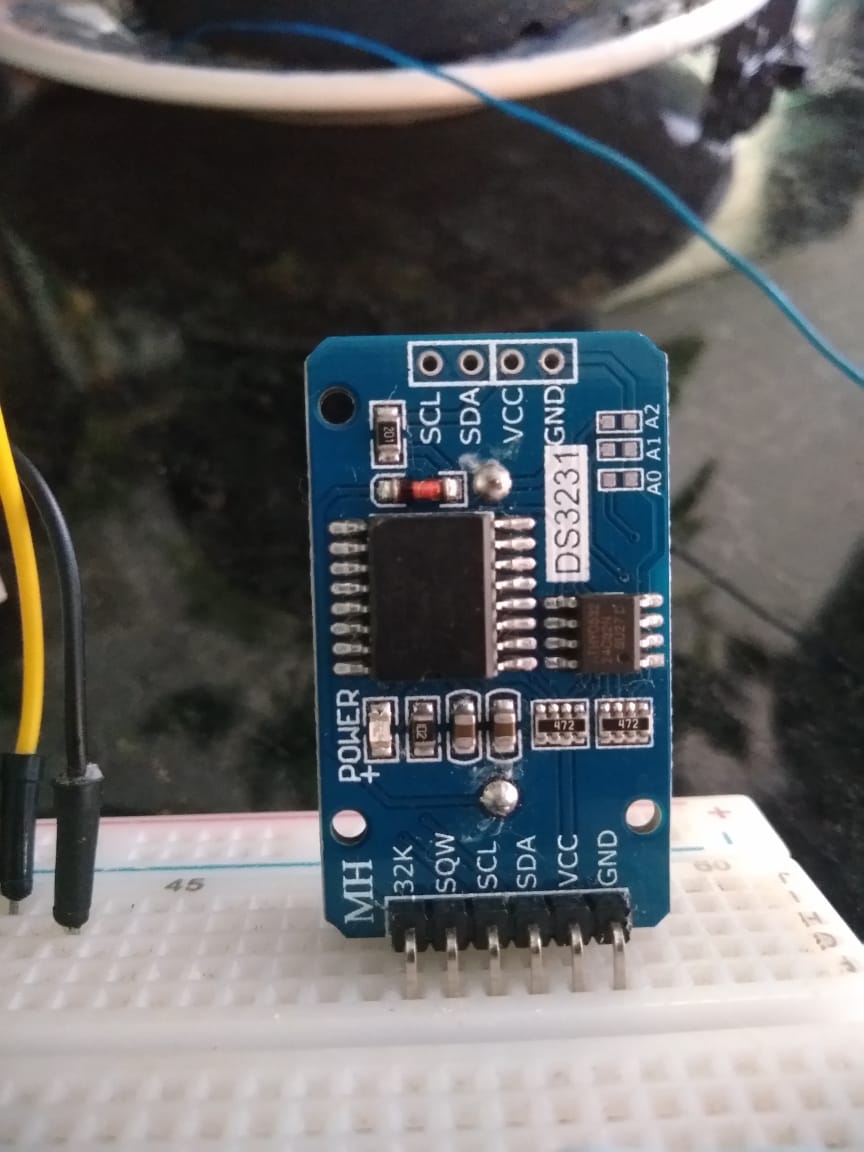 SCL
SDA
VCC
GND
201
A0 A1 A2
DS3231
POWER
+
472
472
MH
32K
SQW
SCL
SDA
VCC
GND
45
60
+